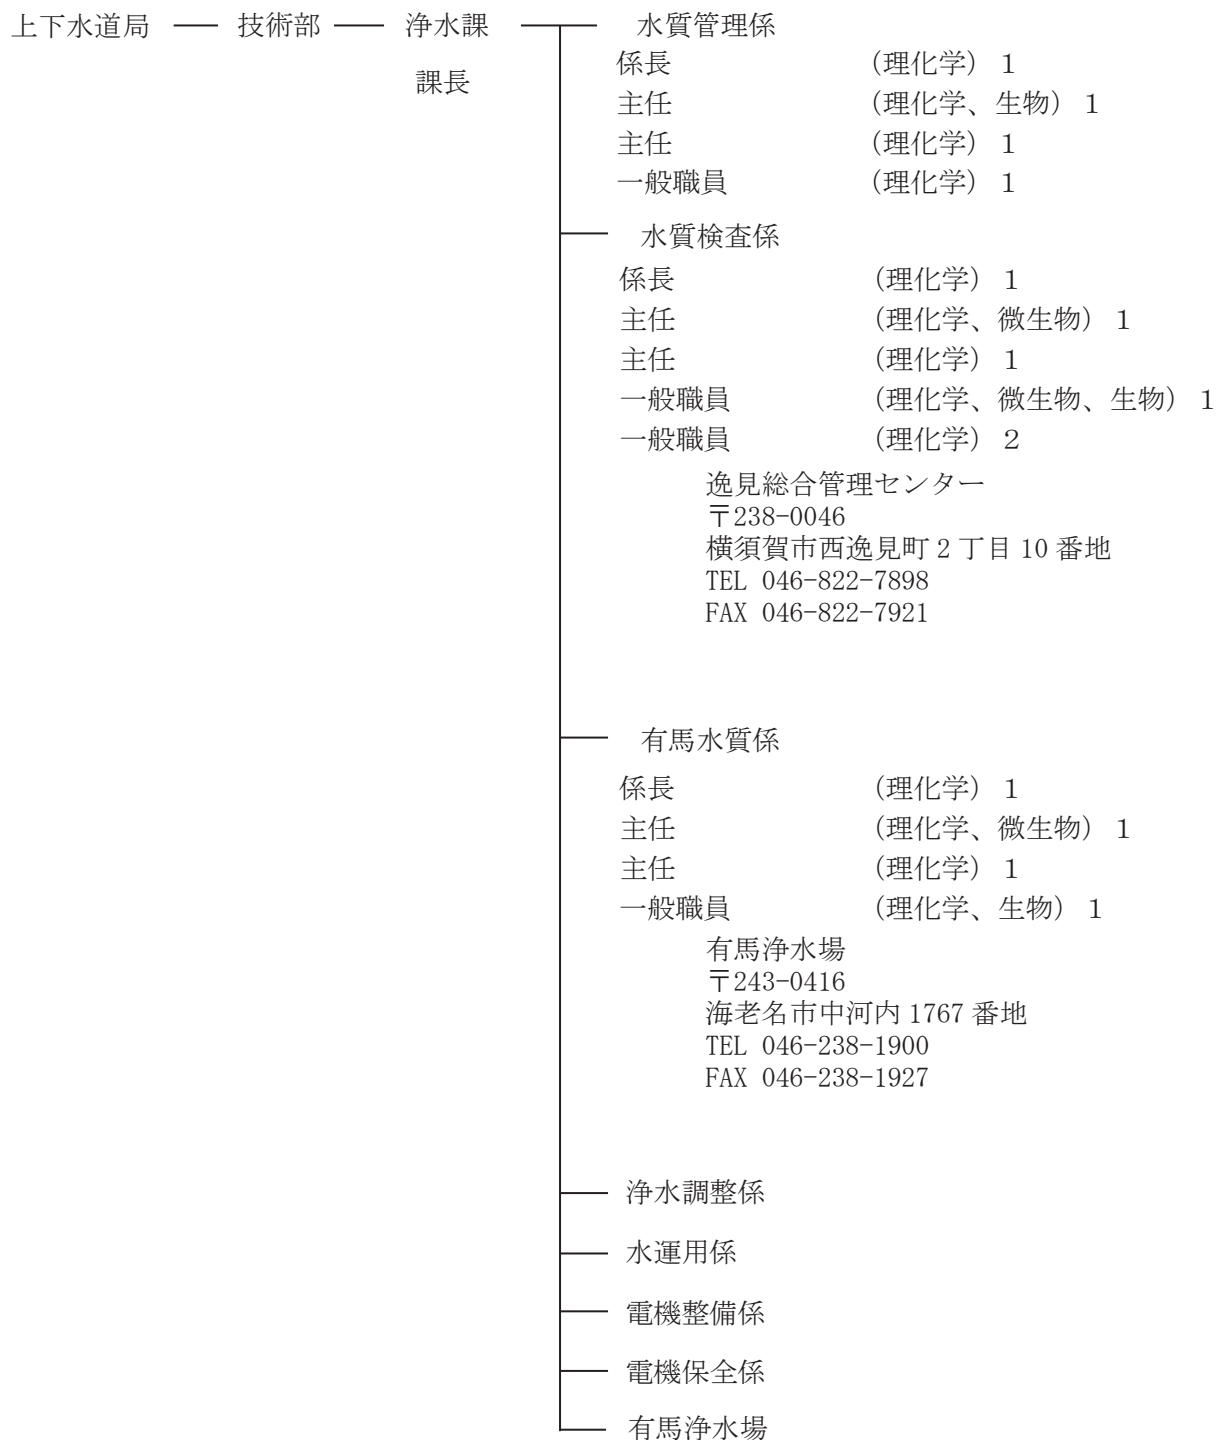 上下水道局 技術部 浄水課 水質管理係
課長
係長 （理化学） 1
主任 （理化学、生物） 1
主任 （理化学） 1
一般職員 （理化学） 1
水質検査係
係長 （理化学） 1
主任 （理化学、微生物） 1
主任 （理化学） 1
一般職員 （理化学、微生物、生物） 1
一般職員 （理化学） 2
逸見総合管理センター
〒238-0046
横須賀市西逸見町 2 丁目 10 番地
TEL 046-822-7898
FAX 046-822-7921
有馬水質係
係長 （理化学） 1
主任 （理化学、微生物） 1
主任 （理化学） 1
一般職員 （理化学、生物） 1
有馬浄水場
〒243-0416
海老名市中河内 1767 番地
TEL 046-238-1900
FAX 046-238-1927
浄水調整係
水運用係
電機整備係
電機保全係
有馬浄水場